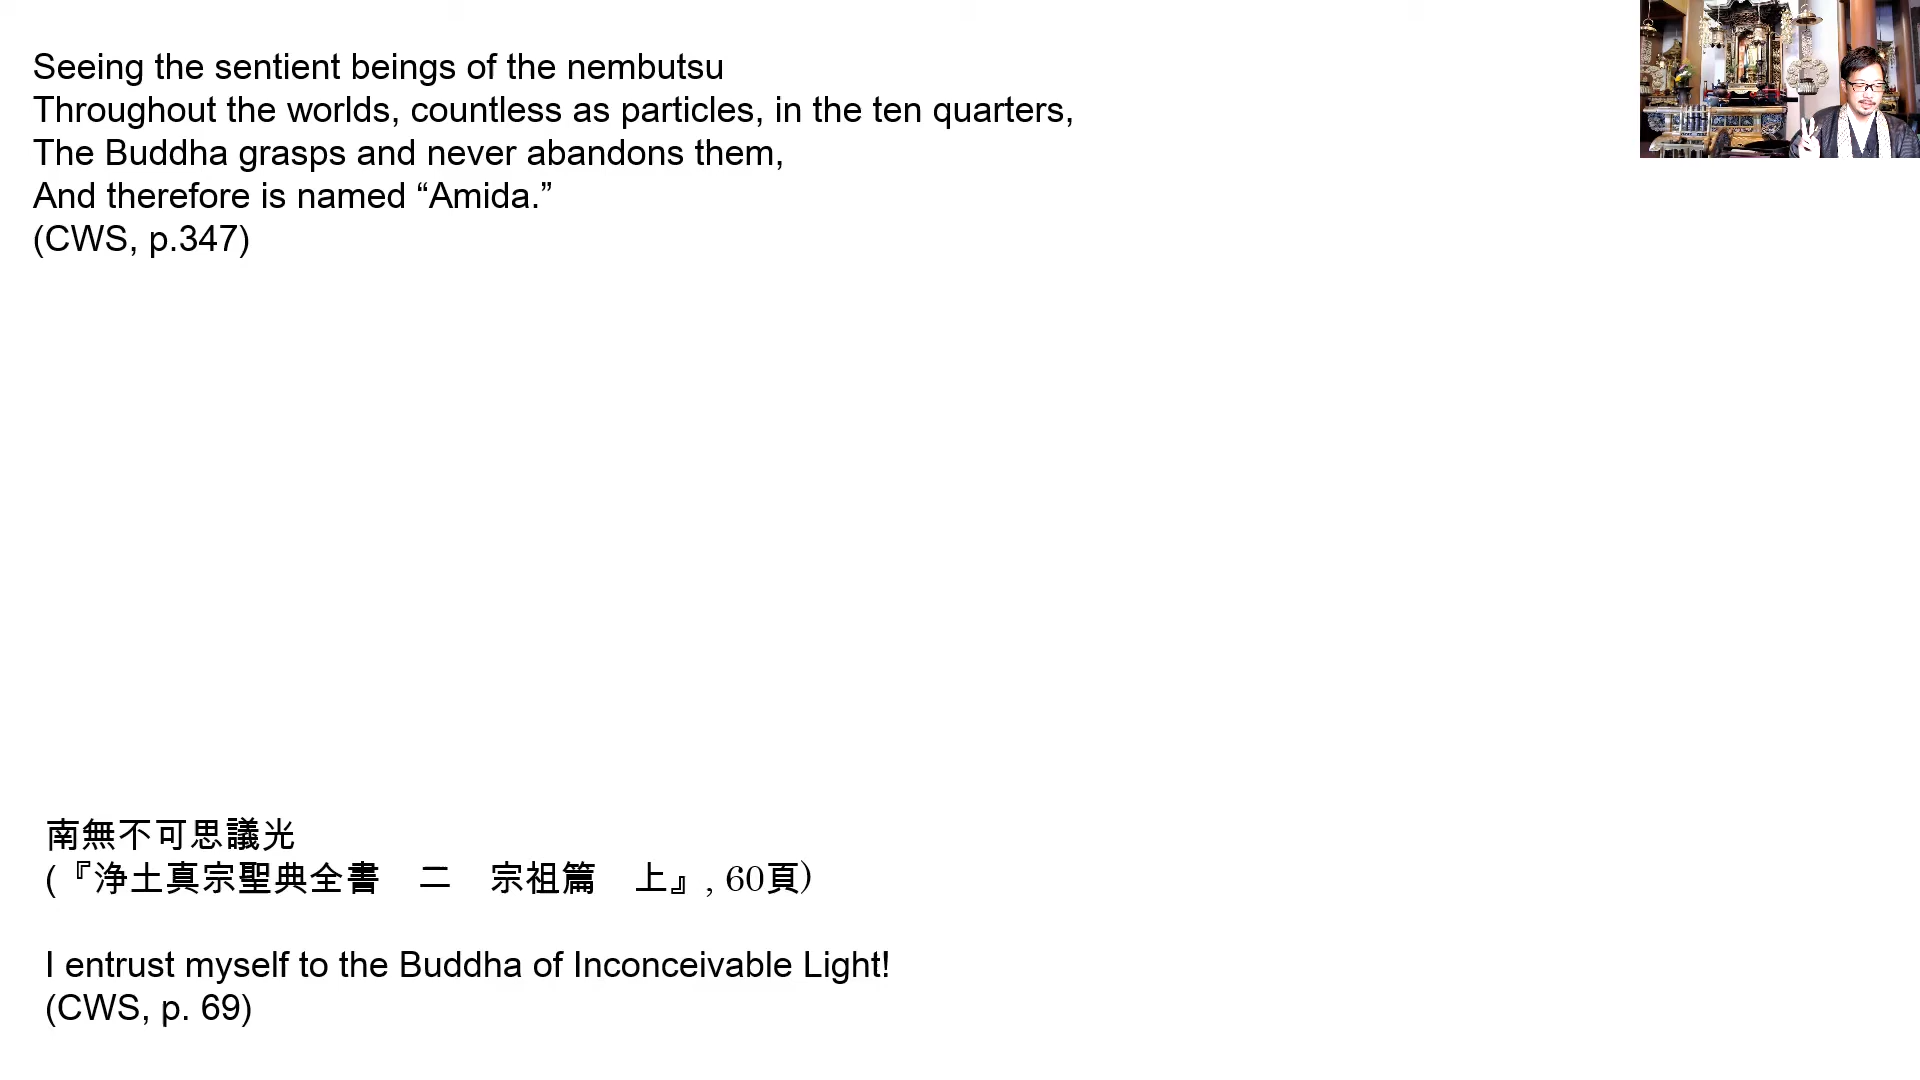 Seeing the sentient beings of the nembutsu
Throughout the worlds, countless as particles, in the ten quarters,
The Buddha grasps and never abandons them,
And therefore is named “Amida.”
(CWS, p.347)
南無不可思議光
(『浄土真宗聖典全書　二　宗祖篇　上』, 60頁)
I entrust myself to the Buddha of Inconceivable Light!
(CWS, p. 69)